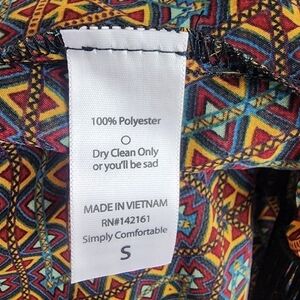 100% Polyester
Dry Clean Only
or you'll be sad
MADE IN VIETNAM
RN#142161
Simply Comfortable
S